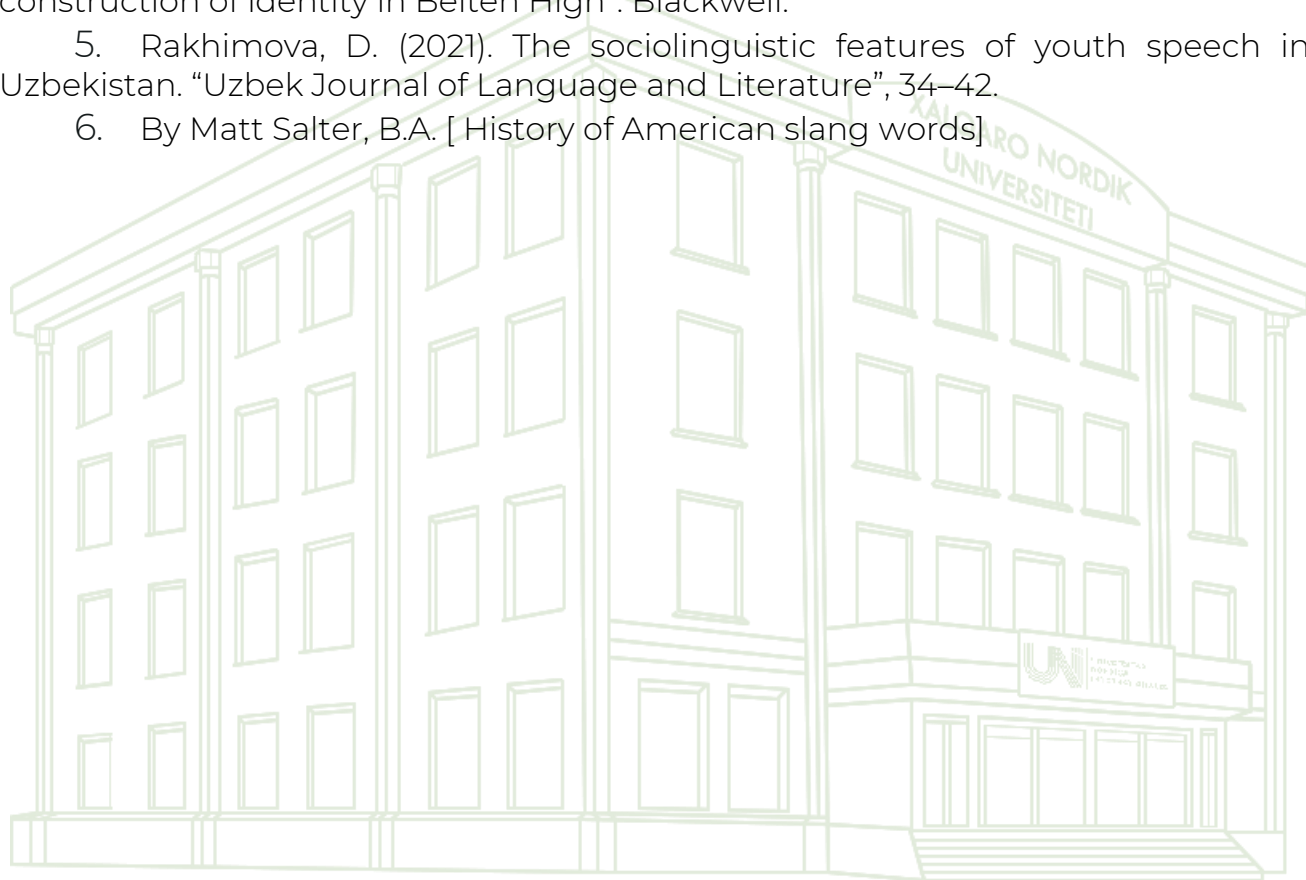 construction of identity in Belten High”. Blackwell.
5. Rakhimova, D. (2021). The sociolinguistic features of youth speech in
Uzbekistan. “Uzbek Journal of Language and Literature”, 34–42.
6. By Matt Salter, B.A. [ History of American slang words]
XALQARO NORDIK
UNIVERSITETI
UNI